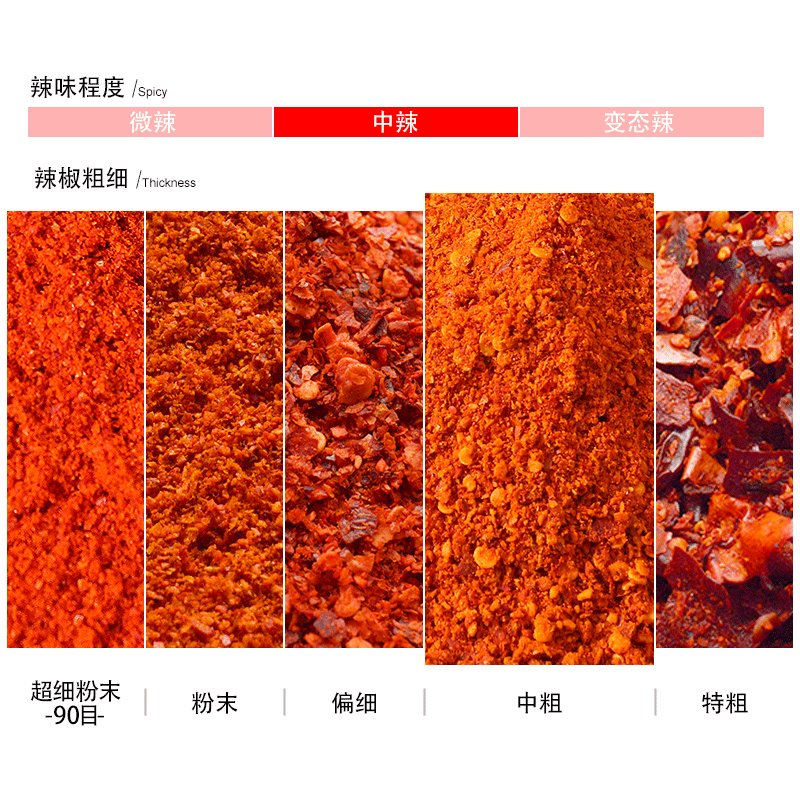 辣味程度 /Spicy
微辣 中辣 变态辣
辣椒粗细 /Thickness
超细粉末 | 粉末 | 偏细 | 中粗 | 特粗
-90目-